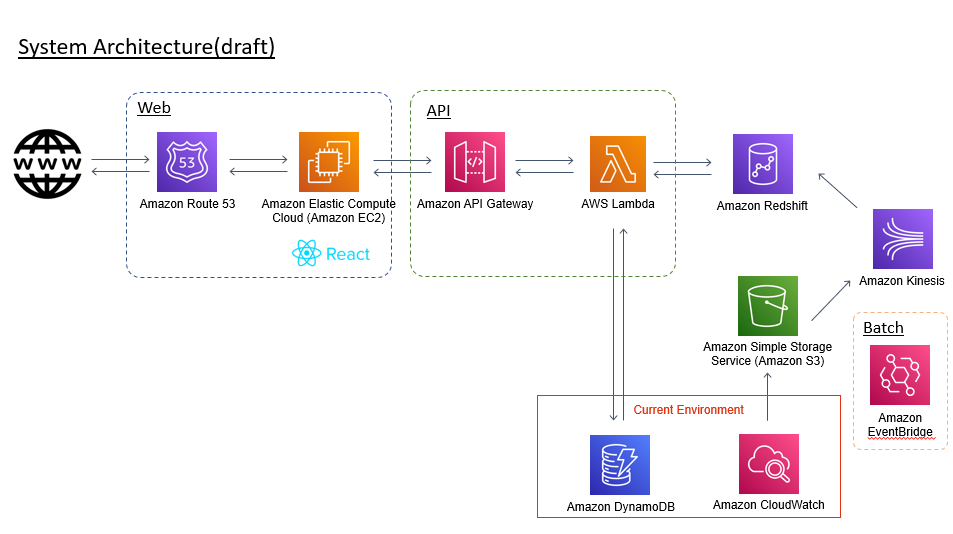 System Architecture(draft)
Web
API
WWW
53
Amazon Route 53
Amazon Elastic Compute
Cloud (Amazon EC2)
React
</>
Amazon API Gateway
AWS Lambda
Amazon Redshift
Amazon Kinesis
Amazon Simple Storage
Service (Amazon S3)
Batch
Amazon
EventBridge
Current Environment
Amazon DynamoDB
Amazon CloudWatch